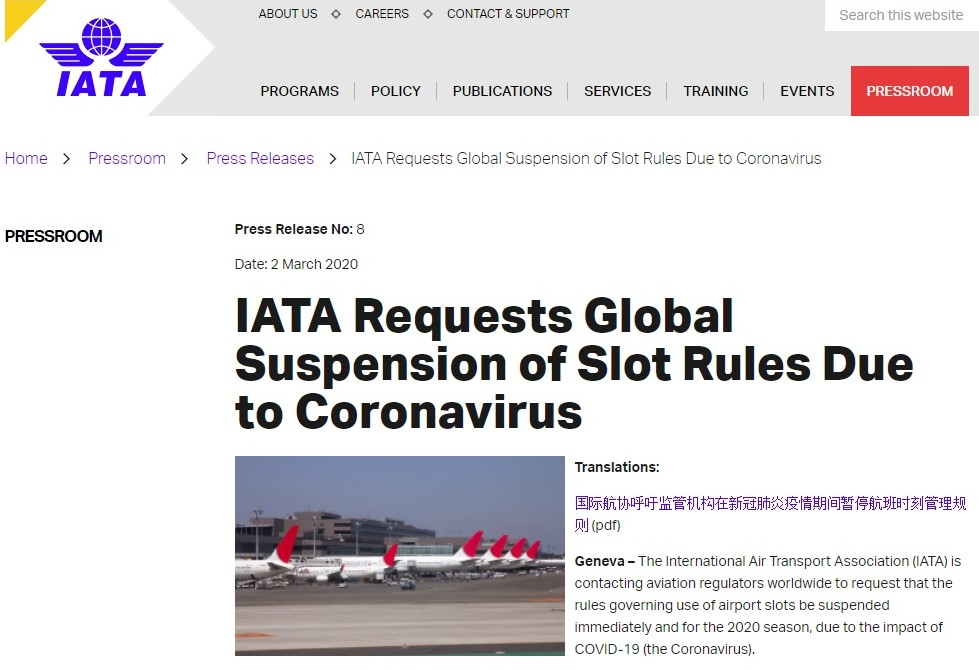 ABOUT US ◇ CAREERS ◇ CONTACT & SUPPORT
Search this website
IATA
PROGRAMS
POLICY
PUBLICATIONS
SERVICES
TRAINING
EVENTS
PRESSROOM
Home > Pressroom > Press Releases > IATA Requests Global Suspension of Slot Rules Due to Coronavirus
PRESSROOM
Press Release No: 8
Date: 2 March 2020
IATA Requests Global
Suspension of Slot Rules Due
to Coronavirus
Translations:
国际航协呼吁监管机构在新冠肺炎疫情期间暂停航班时刻管理规
则 (pdf)
Geneva – The International Air Transport Association (IATA) is
contacting aviation regulators worldwide to request that the
rules governing use of airport slots be suspended
immediately and for the 2020 season, due to the impact of
COVID-19 (the Coronavirus).